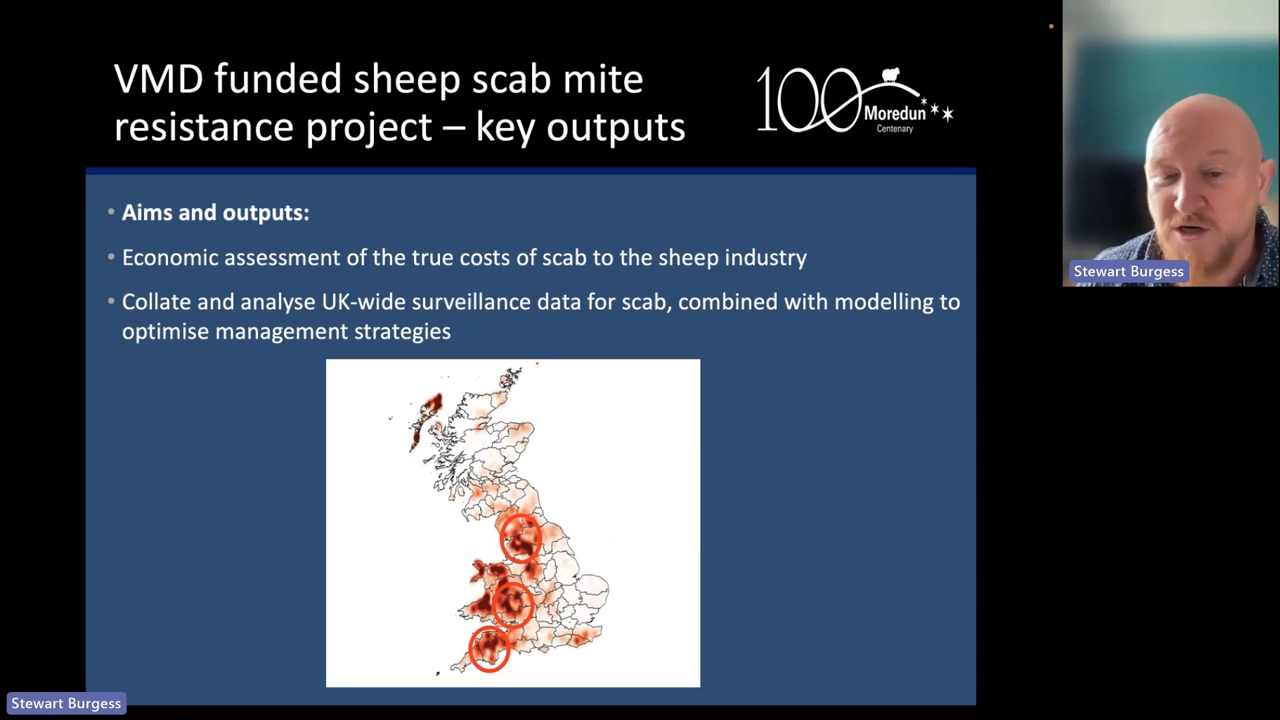 VMD funded sheep scab mite
resistance project – key outputs
100
Moredun
Centenary
• Aims and outputs:
• Economic assessment of the true costs of scab to the sheep industry
• Collate and analyse UK-wide surveillance data for scab, combined with modelling to
optimise management strategies
Stewart Burgess
Stewart Burgess